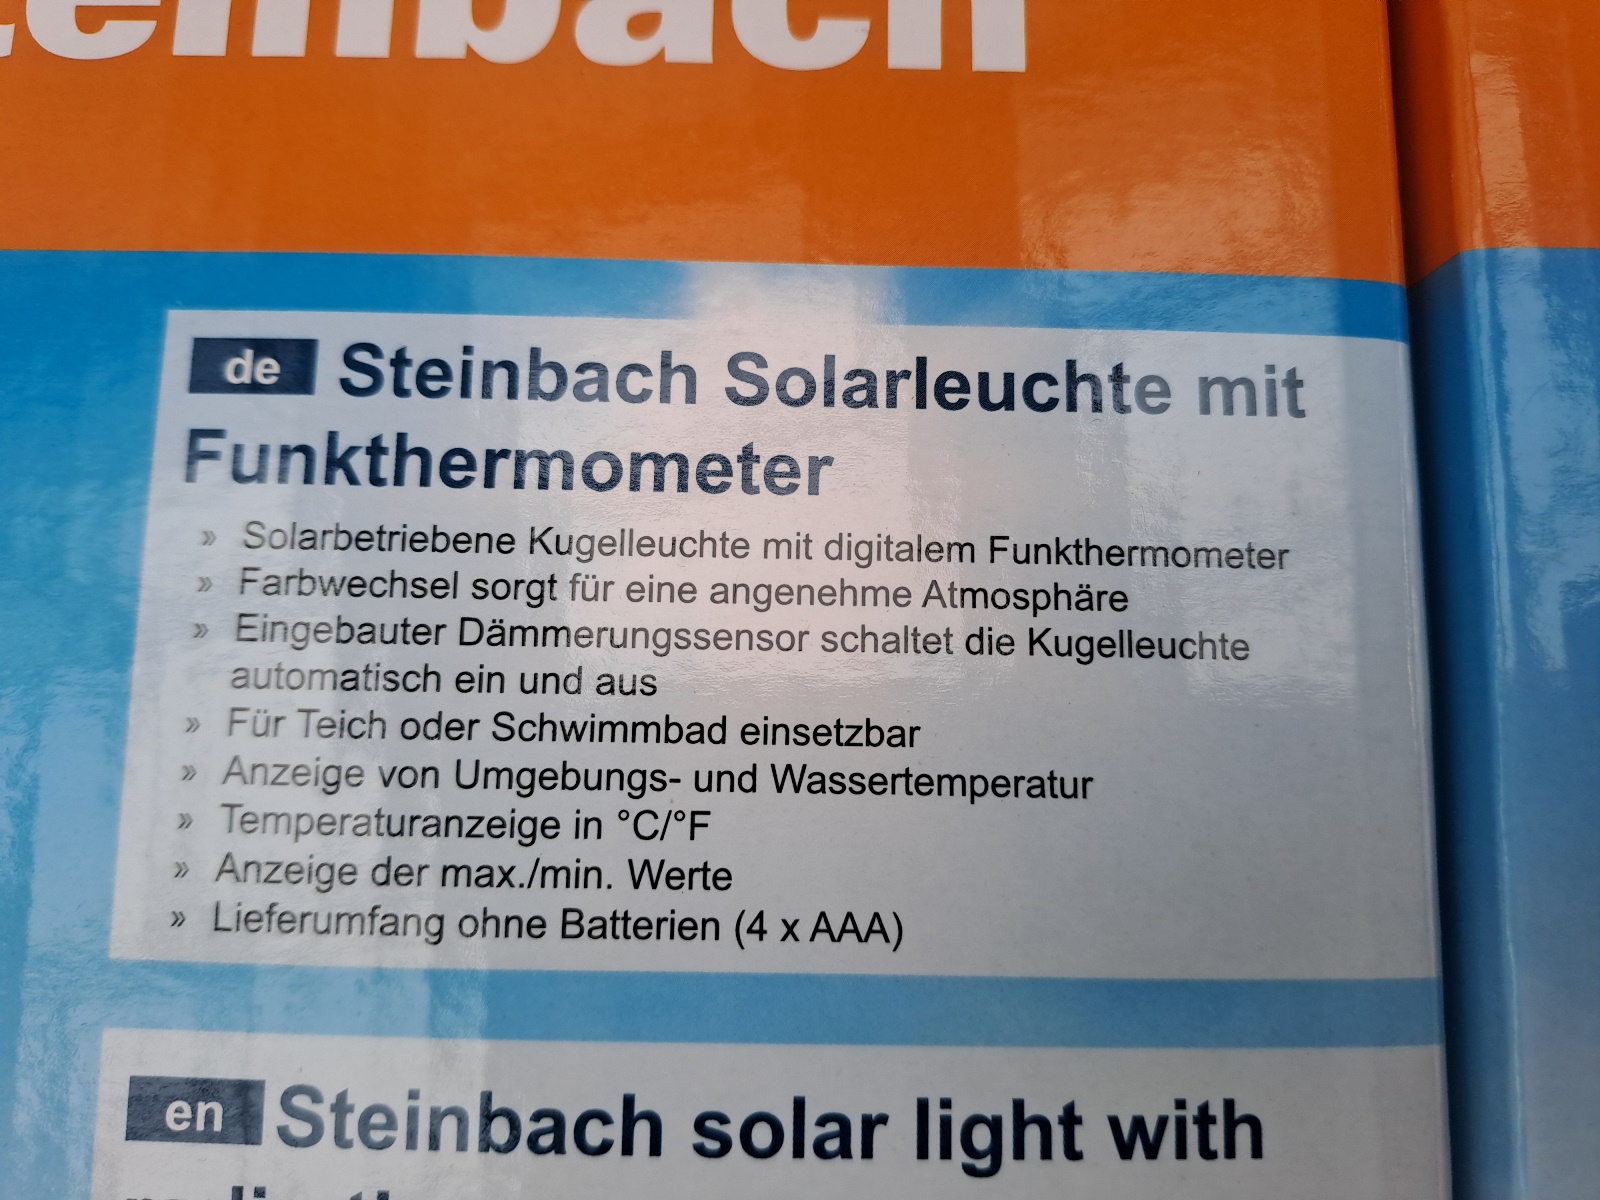 Steinbach
de Steinbach Solarleuchte mit
Funkthermometer
» Solarbetriebene Kugelleuchte mit digitalem Funkthermometer
» Farbwechsel sorgt für eine angenehme Atmosphäre
» Eingebauter Dämmerungssensor schaltet die Kugelleuchte
automatisch ein und aus
» Für Teich oder Schwimmbad einsetzbar
» Anzeige von Umgebungs- und Wassertemperatur
» Temperaturanzeige in °C/°F
» Anzeige der max./min. Werte
» Lieferumfang ohne Batterien (4 x AAA)
en Steinbach solar light with